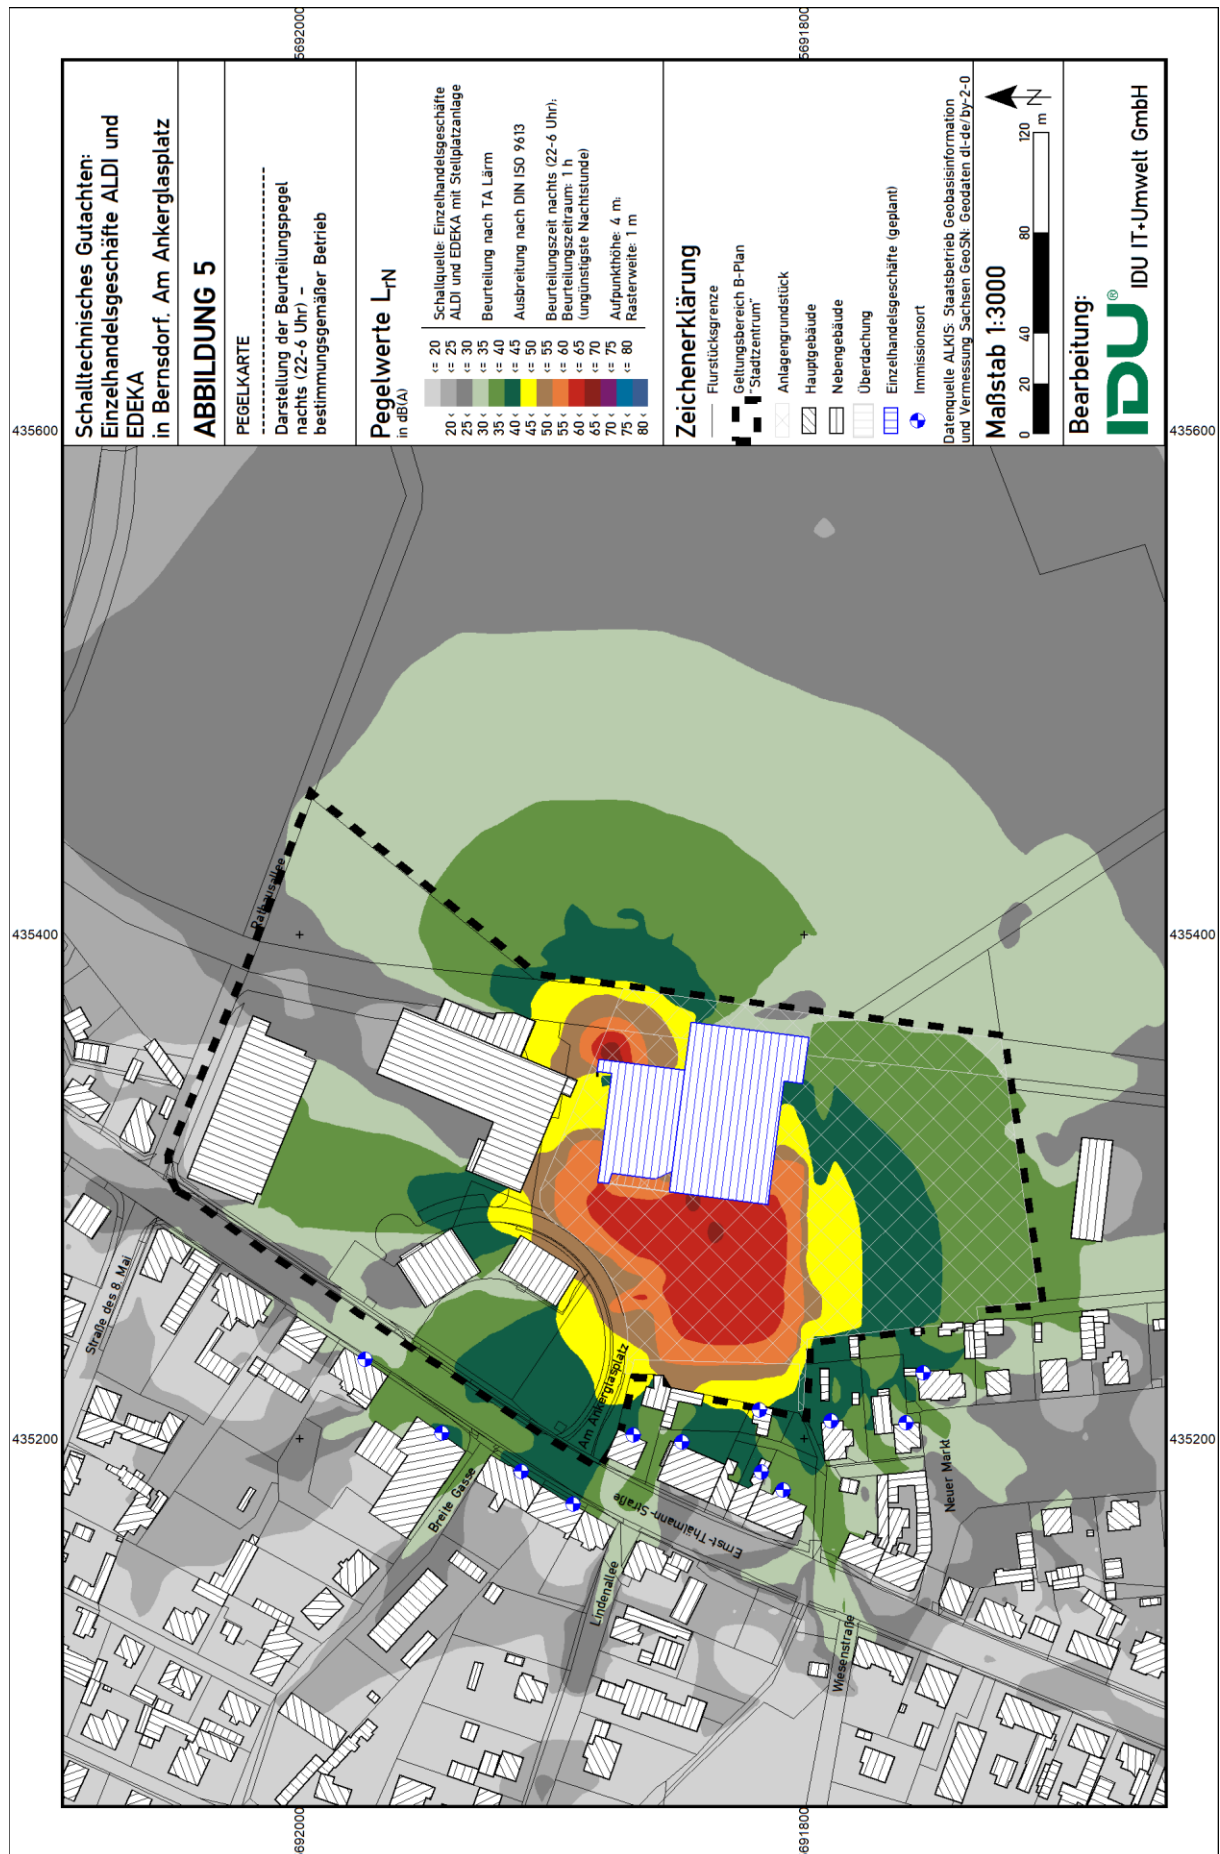 Schalltechnisches Gutachten:
Einzelhandelsgeschäfte ALDI und
EDEKA
in Bernsdorf, Am Ankerglasplatz
ABBILDUNG 5
PEGELKARTE
Darstellung der Beurteilungspegel
nachts (22-6 Uhr) –
bestimmungsgemäßer Betrieb
Pegelwerte LrN
in dB(A)
<= 20
20 < <= 25
25 < <= 30
30 < <= 35
35 < <= 40
40 < <= 45
45 < <= 50
50 < <= 55
55 < <= 60
60 < <= 65
65 < <= 70
70 < <= 75
75 < <= 80
80 <
Schallquelle: Einzelhandelsgeschäfte
ALDI und EDEKA mit Stellplatzanlage
Beurteilung nach TA Lärm
Ausbreitung nach DIN ISO 9613
Beurteilungszeit nachts (22-6 Uhr):
Beurteilungszeitraum: 1 h
(ungünstigste Nachtstunde)
Aufpunkthöhe: 4 m;
Rasterweite: 1 m
Zeichenerklärung
Flurstücksgrenze
Geltungsbereich B-Plan
"Stadtzentrum"
Anlagengrundstück
Hauptgebäude
Nebengebäude
Überdachung
Einzelhandelsgeschäfte (geplant)
Immissionsort
Datenquelle ALKIS: Staatsbetrieb Geobasisinformation
und Vermessung Sachsen GeoSN: Geodaten dl-de/by-2-0
Maßstab 1:3000
0 20 40 80 120
m
N
Bearbeitung:
IDU® IDU IT+Umwelt GmbH
5692000
5691800
435600
435600
435400
435400
435200
435200
5692000
5691800
Rathausallee
Straße des 8. Mai
Am Ankerglasplatz
Breite Gasse
Ernst-Thälmann-Straße
Lindenallee
Neuer Markt
Wiesenstraße